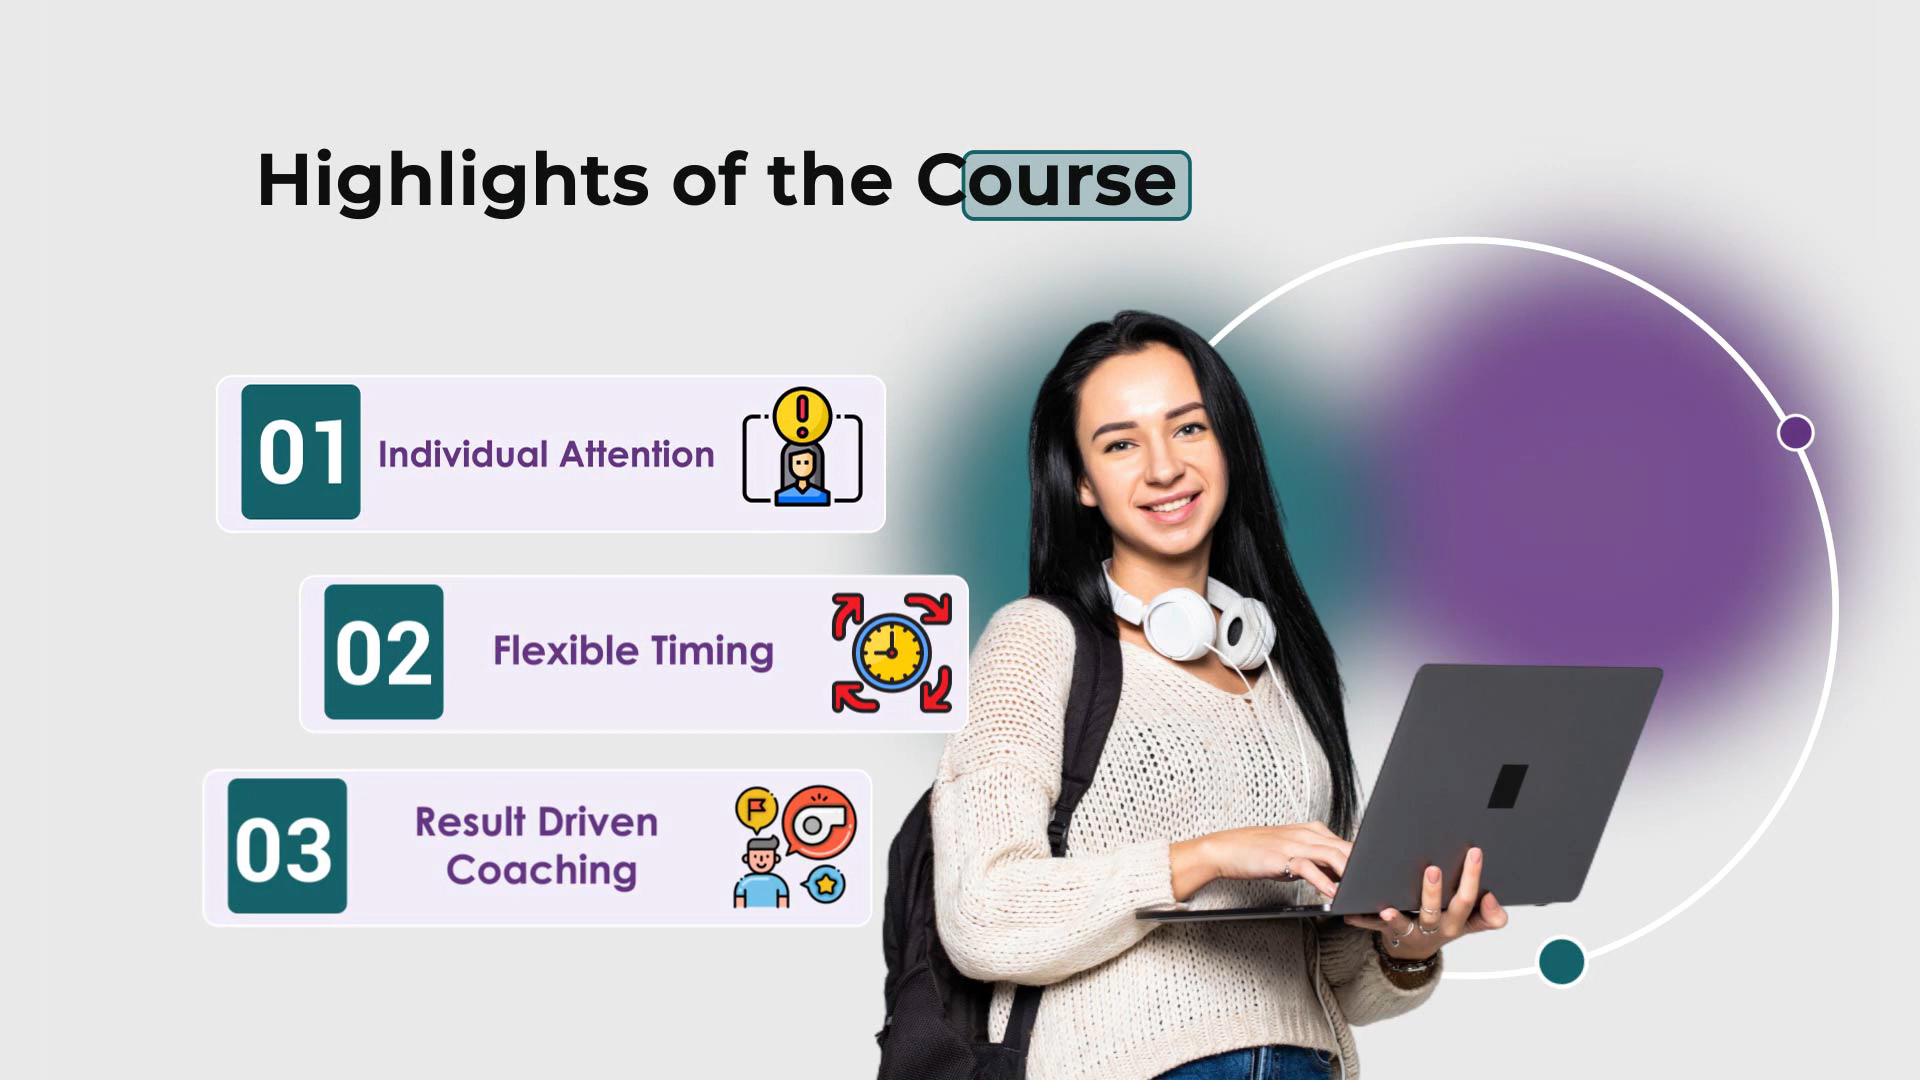 Highlights of the Course
01
Individual Attention
02
Flexible Timing
03
Result Driven
Coaching